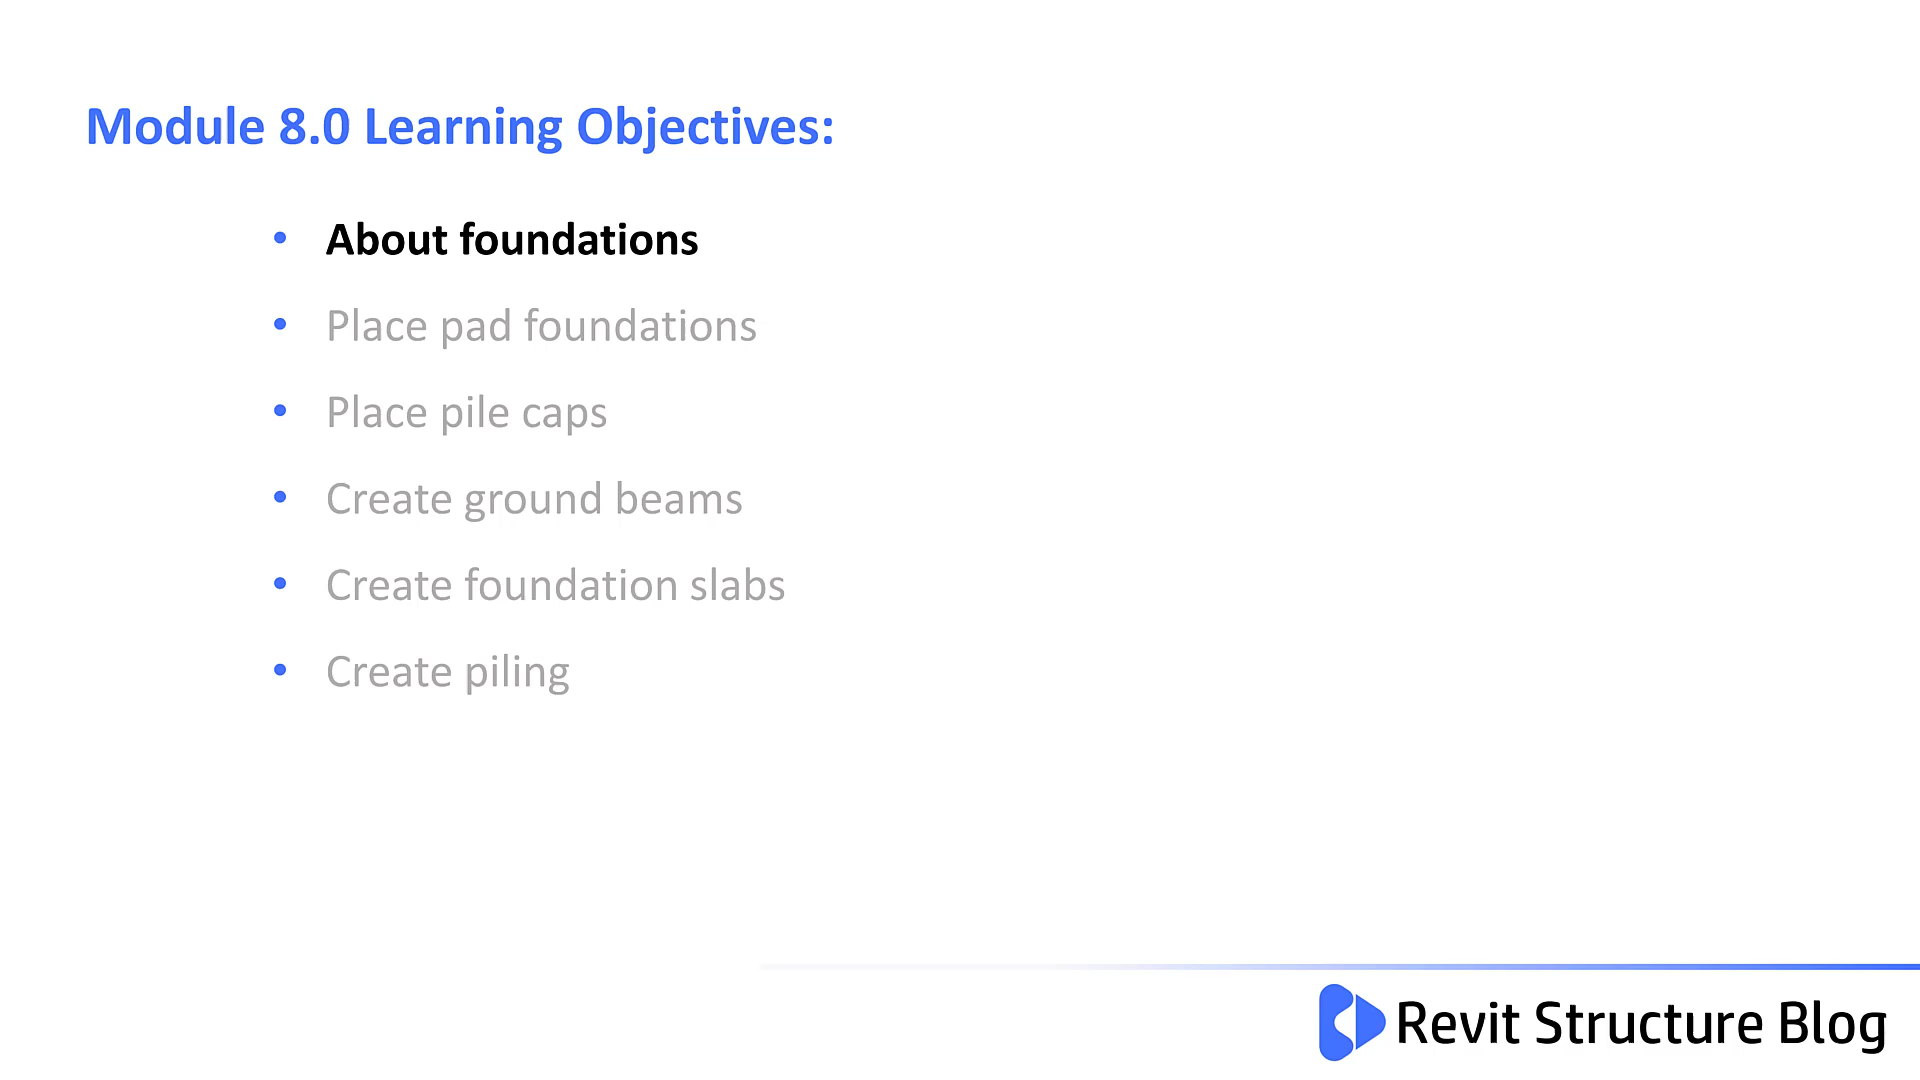 Module 8.0 Learning Objectives:
• About foundations
• Place pad foundations
• Place pile caps
• Create ground beams
• Create foundation slabs
• Create piling
Revit Structure Blog